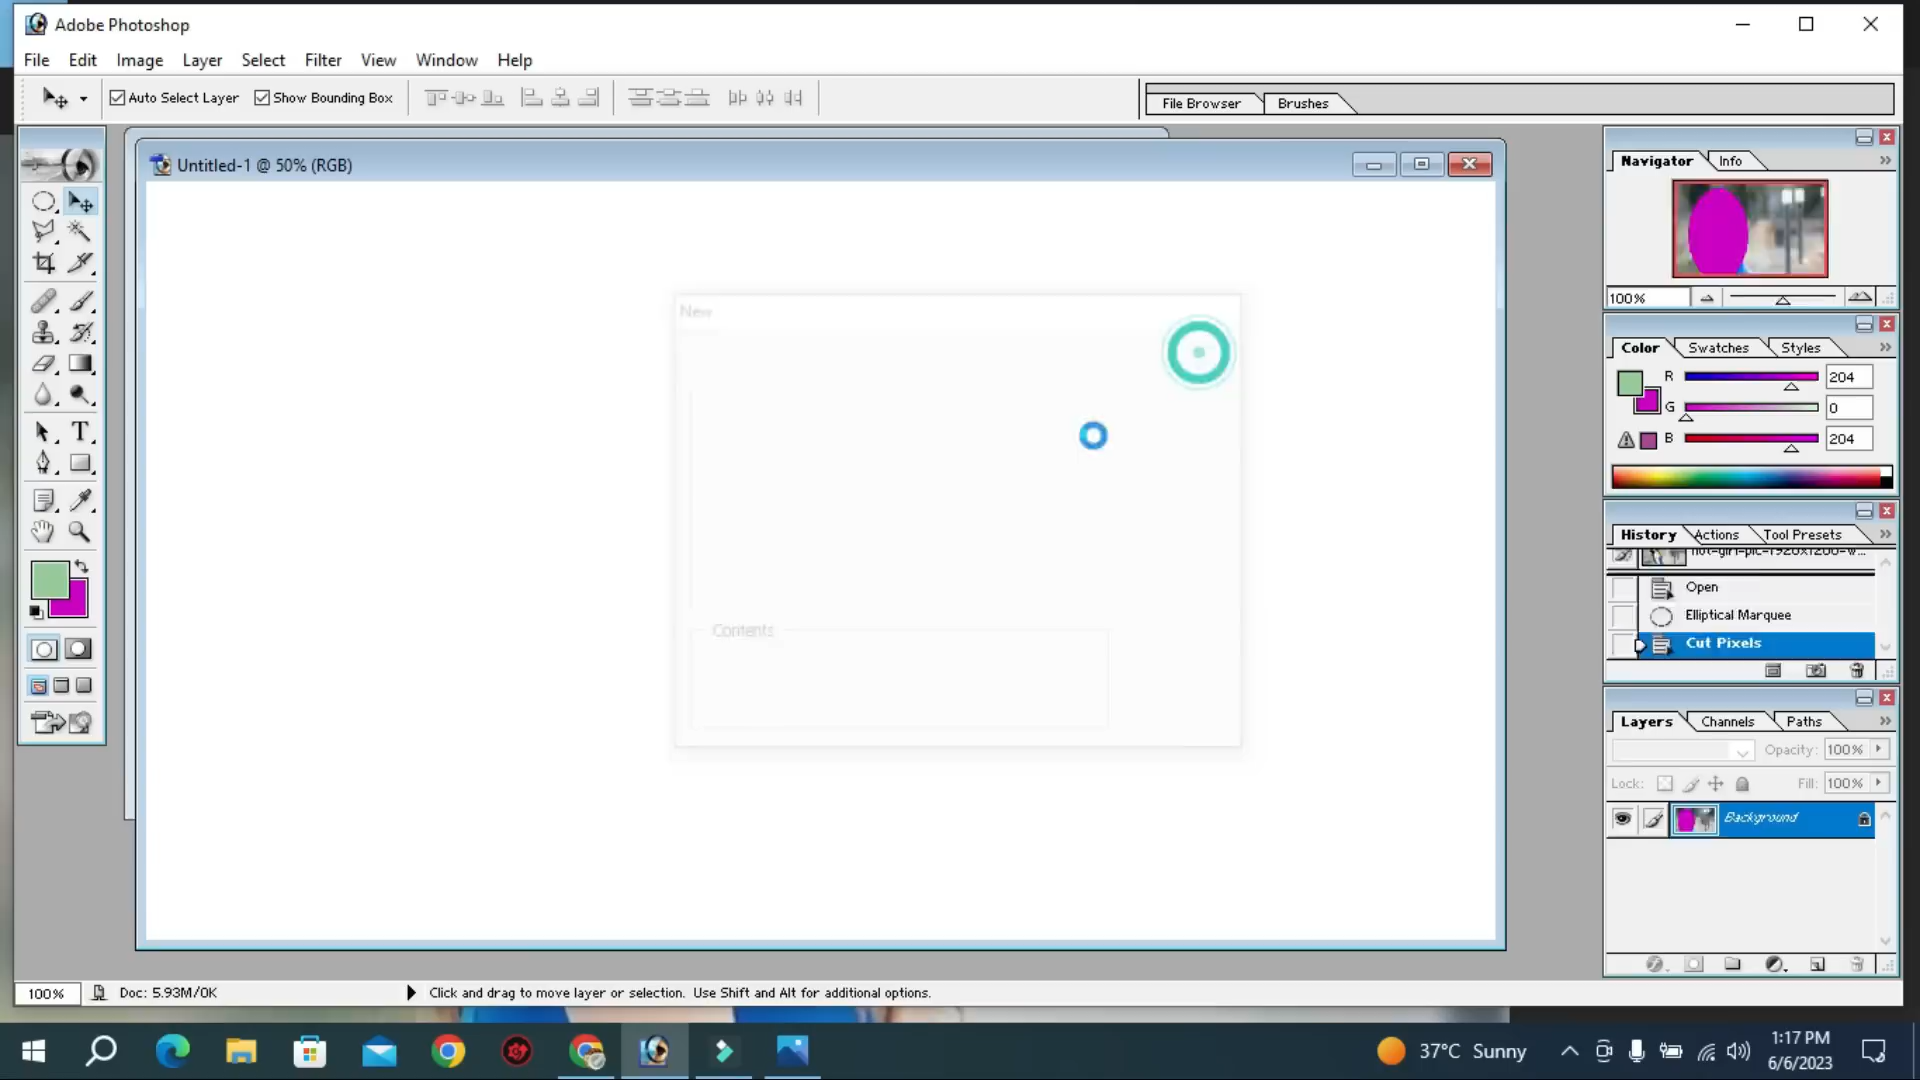 Adobe Photoshop
File Edit Image Layer Select Filter View Window Help
Auto Select Layer Show Bounding Box
File Browser Brushes
Untitled-1 @ 50% (RGB)
New
Contents
Navigator Info
100%
Color Swatches Styles
R 204
G 0
B 204
History Actions Tool Presets
hot-girl-pic-1920x1200-w...
Open
Elliptical Marquee
Cut Pixels
Layers Channels Paths
Opacity: 100%
Lock: Fill: 100%
Background
100% Doc: 5.93M/0K Click and drag to move layer or selection. Use Shift and Alt for additional options.
37°C Sunny
1:17 PM
6/6/2023